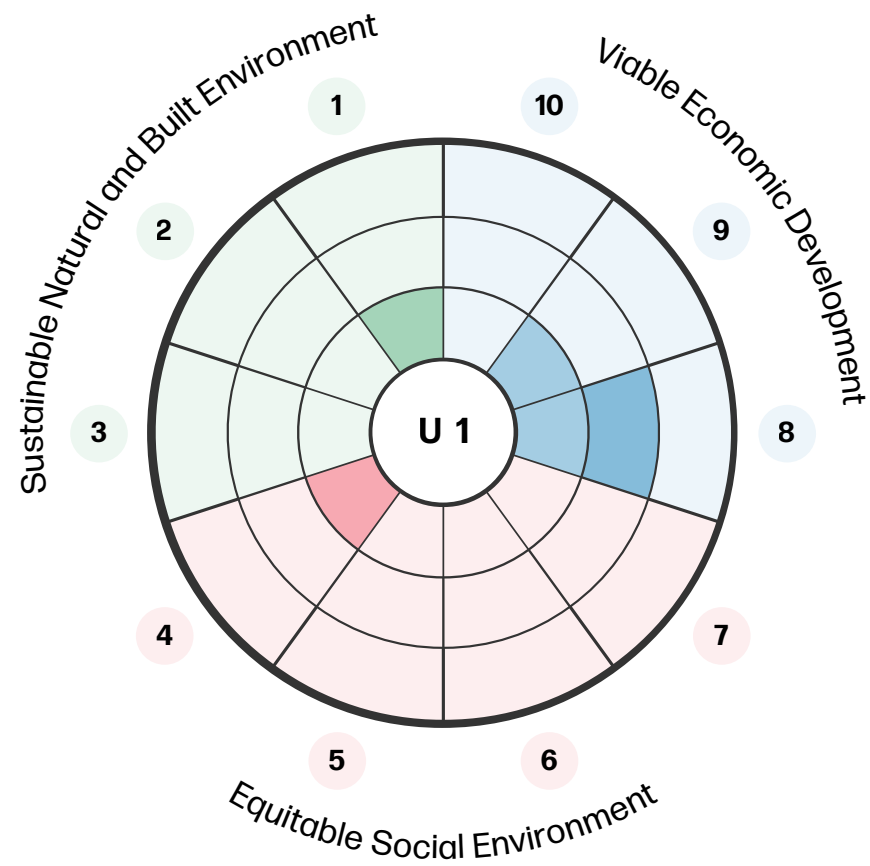 Sustainable Natural and Built Environment
Viable Economic Development
1
10
2
9
U 1
3
8
4
7
5
6
Equitable Social Environment